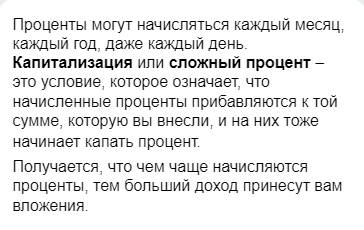 Проценты могут начисляться каждый месяц,
каждый год, даже каждый день.
Капитализация или сложный процент –
это условие, которое означает, что
начисленные проценты прибавляются к той
сумме, которую вы внесли, и на них тоже
начинает капать процент.
Получается, что чем чаще начисляются
проценты, тем больший доход принесут вам
вложения.